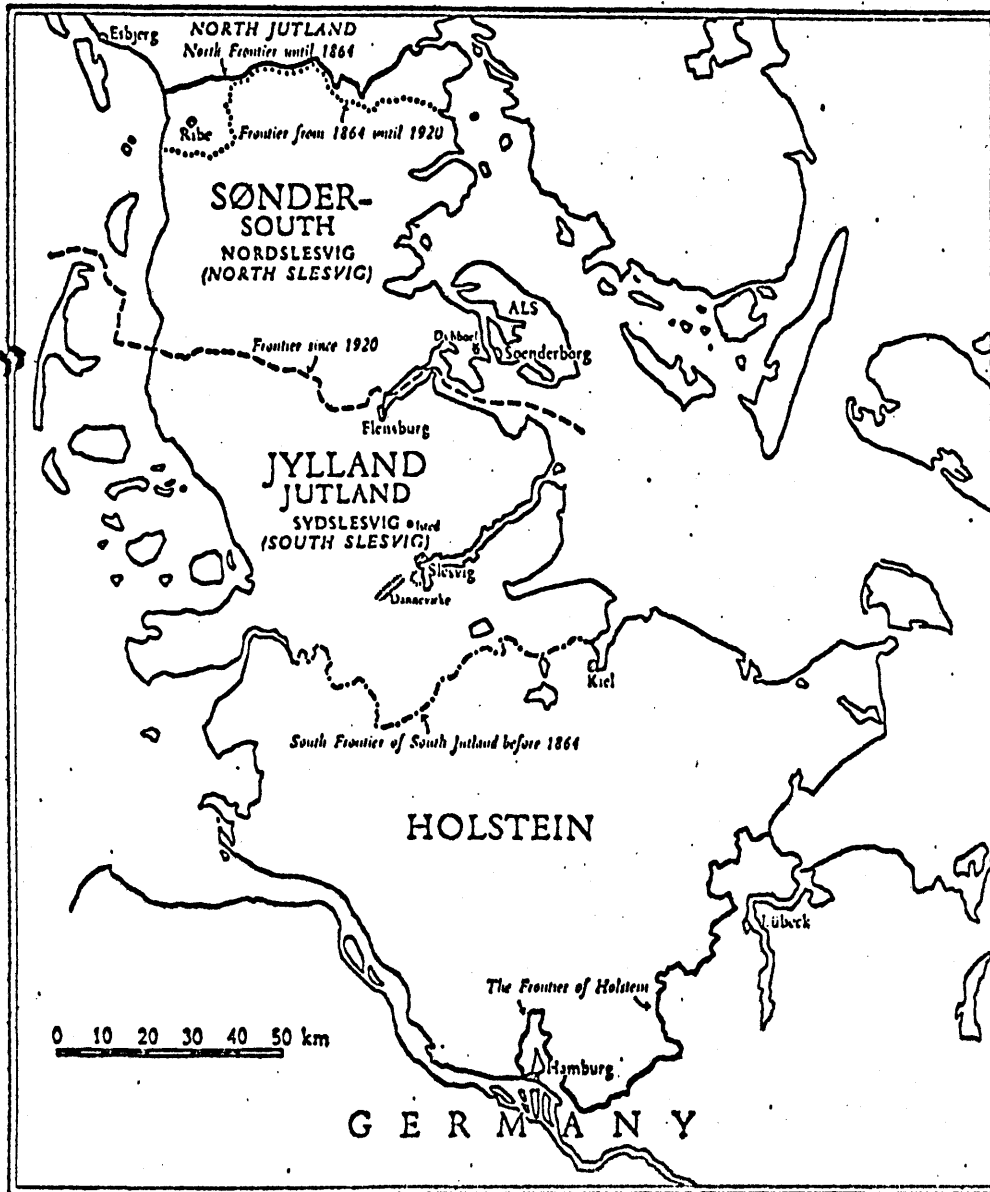 Esbjerg
NORTH JUTLAND
North Frontier until 1864
Ribe
Frontier from 1864 until 1920
SØNDER-
SOUTH
NORDSLESVIG
(NORTH SLESVIG)
ALS
Soenderborg
Frontier since 1920
Flensburg
JYLLAND
JUTLAND
SYDSLESVIG
(SOUTH SLESVIG)
Slesvig
Dannevirke
Kiel
South Frontier of South Jutland before 1864
HOLSTEIN
Lübeck
The Frontier of Holstein
0 10 20 30 40 50 km
Hamburg
GERMANY